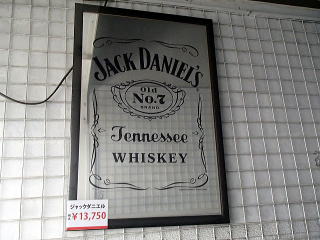 JACK DANIEL'S
Old
No.7
BRAND
Tennessee
WHISKEY
ジャックダニエル
¥13,750